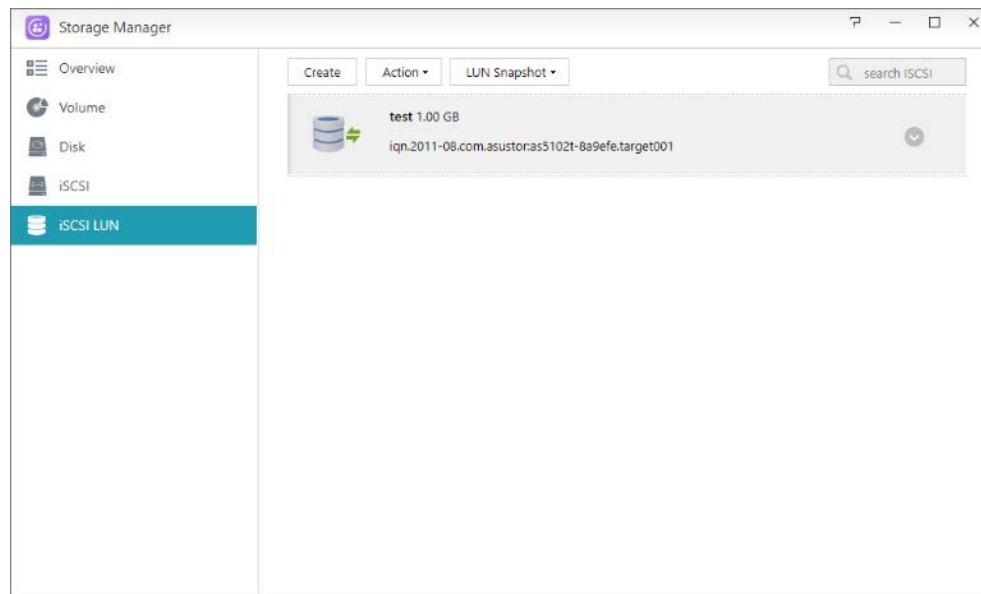 Storage Manager
Overview
Volume
Disk
iSCSI
iSCSI LUN
Create Action LUN Snapshot search iSCSI
test 1.00 GB
iqn.2011-08.com.asustor:as5102t-8a9efe.target001